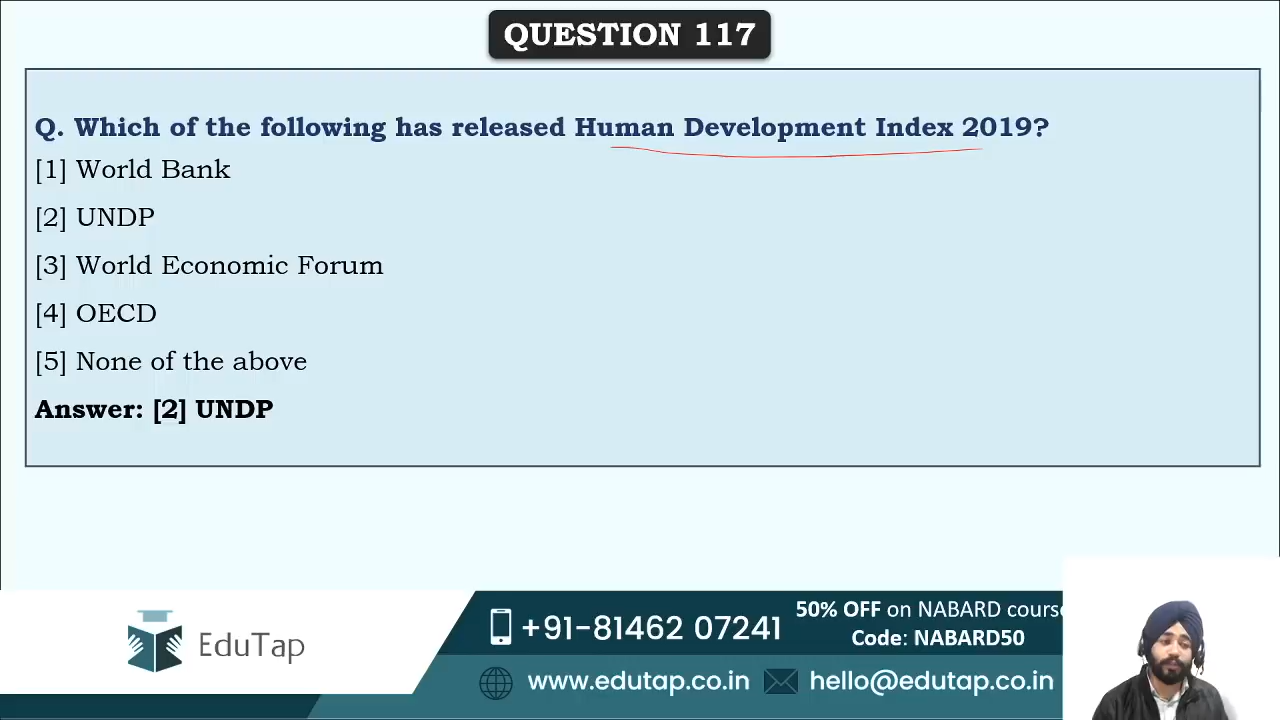 QUESTION 117
Q. Which of the following has released Human Development Index 2019?
[1] World Bank
[2] UNDP
[3] World Economic Forum
[4] OECD
[5] None of the above
Answer: [2] UNDP
EduTap
+91-81462 07241
50% OFF on NABARD course
Code: NABARD50
www.edutap.co.in
hello@edutap.co.in